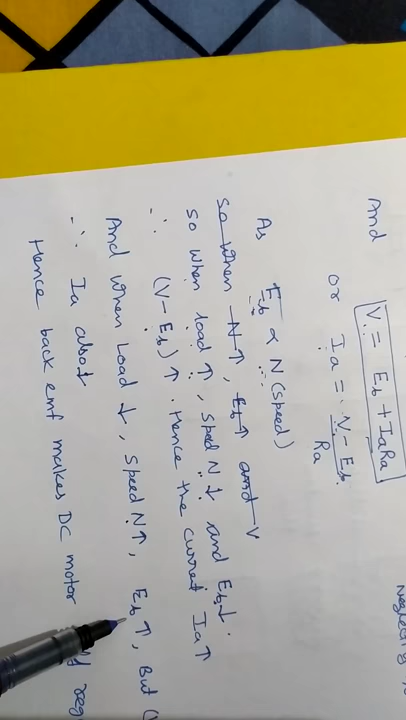 Neglecting
And V = Eb + IaRa
or Ia = V - Eb / Ra
As Eb ∝ N (Speed)
So when N↑, Eb↑ and V
So when load ↑, Speed N↓ and Eb↓.
∴ (V - Eb)↑. Hence the current Ia↑
And when Load ↓, Speed N↑, Eb↑, But (
∴ Ia also↓
Hence back emf makes DC motor